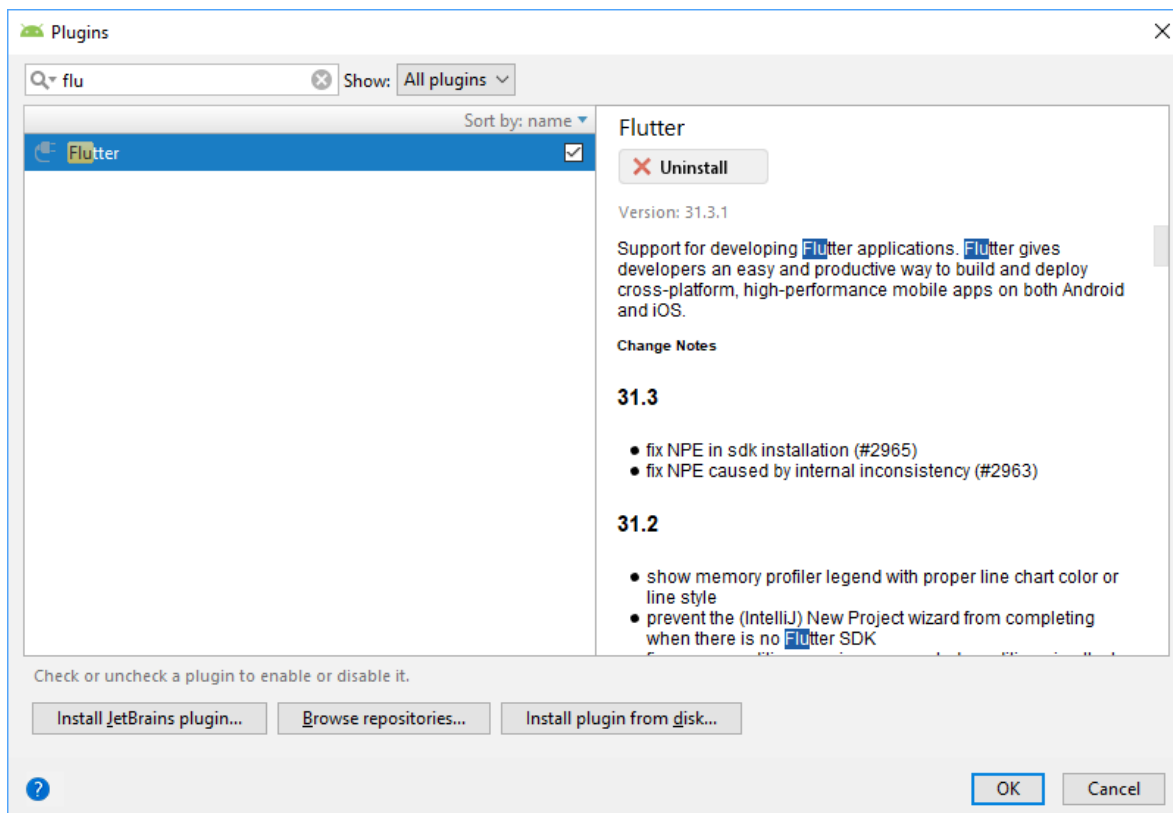 Plugins
flu
Show: All plugins
Sort by: name
Flutter
Flutter
Uninstall
Version: 31.3.1
Support for developing Flutter applications. Flutter gives
developers an easy and productive way to build and deploy
cross-platform, high-performance mobile apps on both Android
and iOS.
Change Notes
31.3
• fix NPE in sdk installation (#2965)
• fix NPE caused by internal inconsistency (#2963)
31.2
• show memory profiler legend with proper line chart color or
line style
• prevent the (IntelliJ) New Project wizard from completing
when there is no Flutter SDK
Check or uncheck a plugin to enable or disable it.
Install JetBrains plugin...
Browse repositories...
Install plugin from disk...
?
OK
Cancel